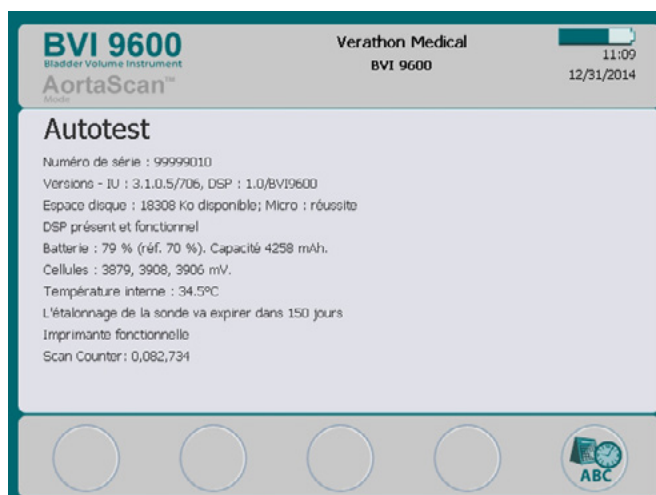 BVI 9600
Bladder Volume Instrument
AortaScan™
Mode
Verathon Medical
BVI 9600
11:09
12/31/2014
Autotest
Numéro de série : 99999010
Versions - IU : 3.1.0.5/706, DSP : 1.0/BVI9600
Espace disque : 18308 Ko disponible; Micro : réussite
DSP présent et fonctionnel
Batterie : 79 % (réf. 70 %). Capacité 4258 mAh.
Cellules : 3879, 3908, 3906 mV.
Température interne : 34.5ºC
L'étalonnage de la sonde va expirer dans 150 jours
Imprimante fonctionnelle
Scan Counter: 0,082,734
ABC